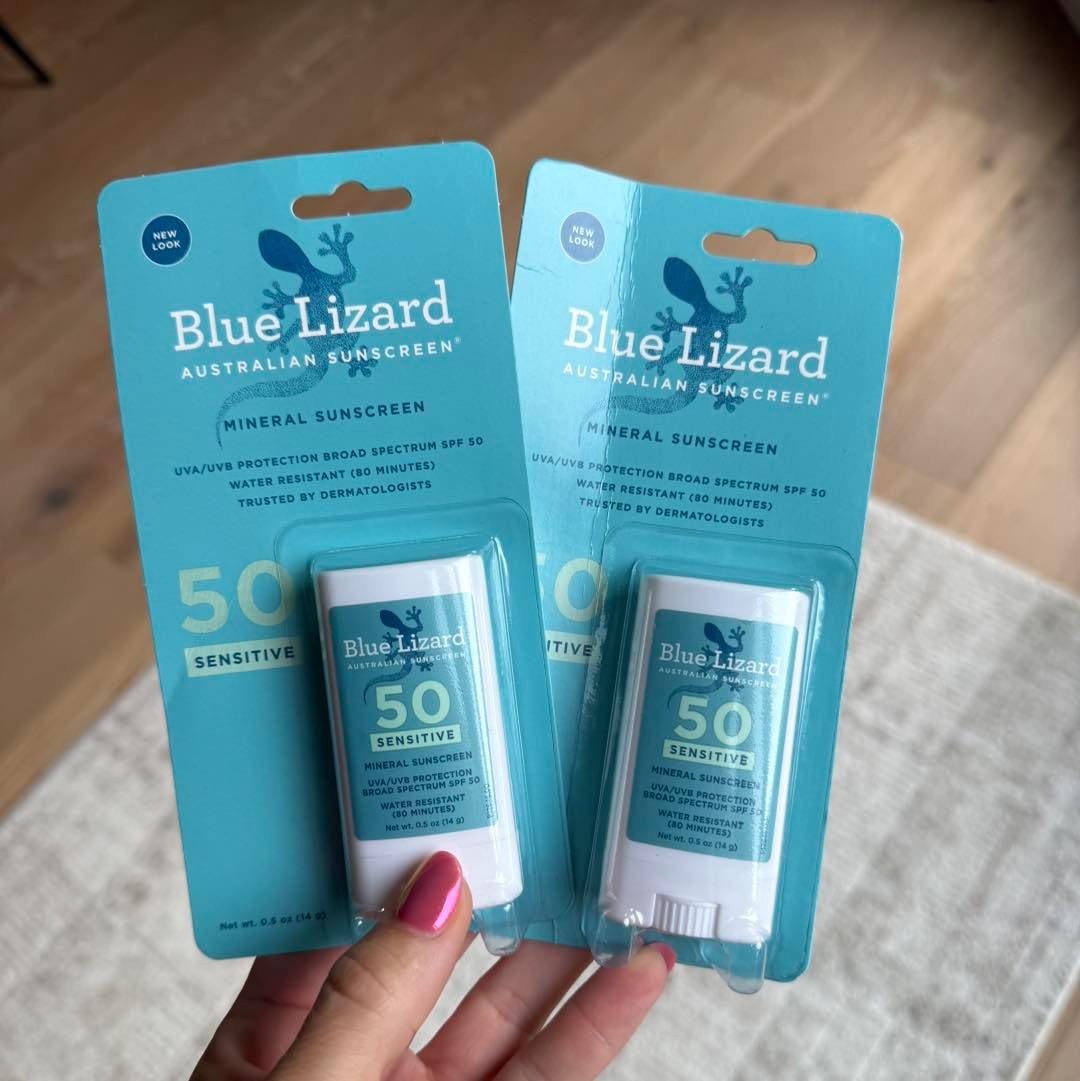 NEW
LOOK
Blue Lizard
AUSTRALIAN SUNSCREEN®
MINERAL SUNSCREEN
UVA/UVB PROTECTION BROAD SPECTRUM SPF 50
WATER RESISTANT (80 MINUTES)
TRUSTED BY DERMATOLOGISTS
50
SENSITIVE
Blue Lizard
AUSTRALIAN SUNSCREEN
50
SENSITIVE
MINERAL SUNSCREEN
UVA/UVB PROTECTION
BROAD SPECTRUM SPF 50
WATER RESISTANT
(80 MINUTES)
Net wt. 0.5 oz (14 g)
Net wt. 0.5 oz (14 g)
NEW
LOOK
Blue Lizard
AUSTRALIAN SUNSCREEN®
MINERAL SUNSCREEN
UVA/UVB PROTECTION BROAD SPECTRUM SPF 50
WATER RESISTANT (80 MINUTES)
TRUSTED BY DERMATOLOGISTS
50
ITIVE
Blue Lizard
AUSTRALIAN SUNSCREEN
50
SENSITIVE
MINERAL SUNSCREEN
UVA/UVB PROTECTION
BROAD SPECTRUM SPF 50
WATER RESISTANT
(80 MINUTES)
Net wt. 0.5 oz (14 g)